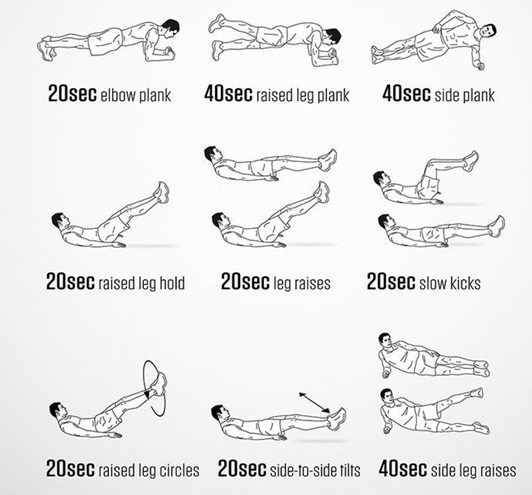 20sec elbow plank
40sec raised leg plank
40sec side plank
20sec raised leg hold
20sec leg raises
20sec slow kicks
20sec raised leg circles
20sec side-to-side tilts
40sec side leg raises